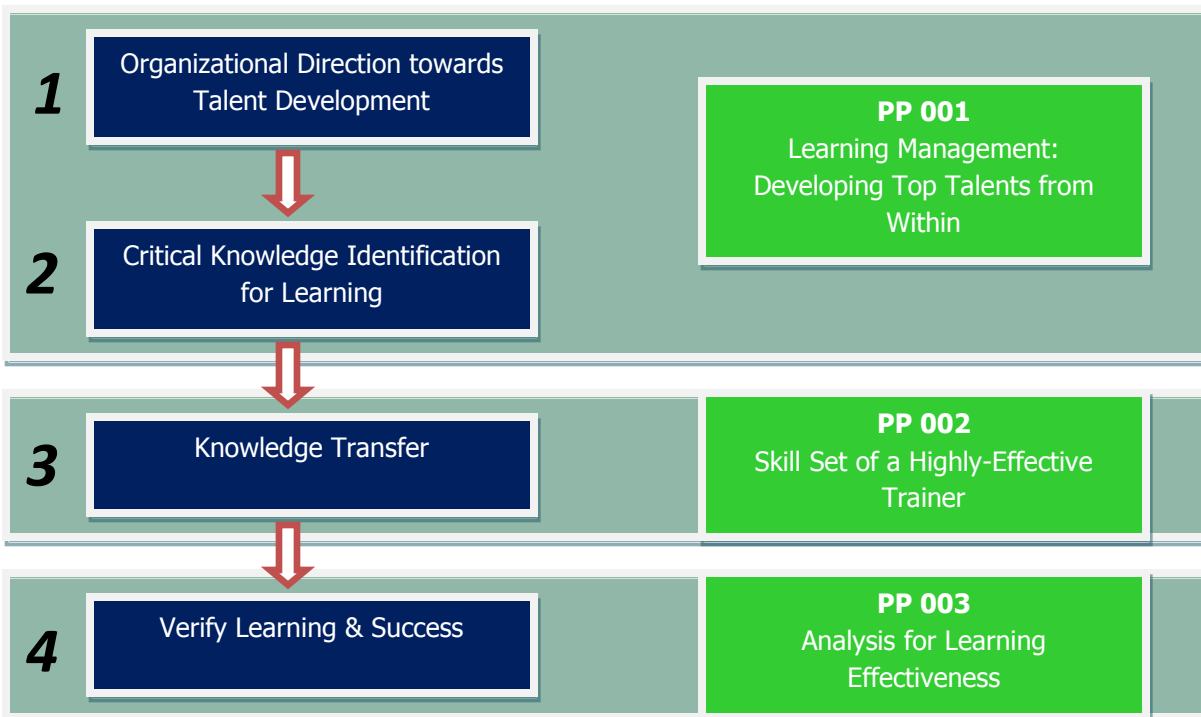 1
Organizational Direction towards
Talent Development
PP 001
Learning Management:
Developing Top Talents from
Within
2
Critical Knowledge Identification
for Learning
3
Knowledge Transfer
PP 002
Skill Set of a Highly-Effective
Trainer
4
Verify Learning & Success
PP 003
Analysis for Learning
Effectiveness